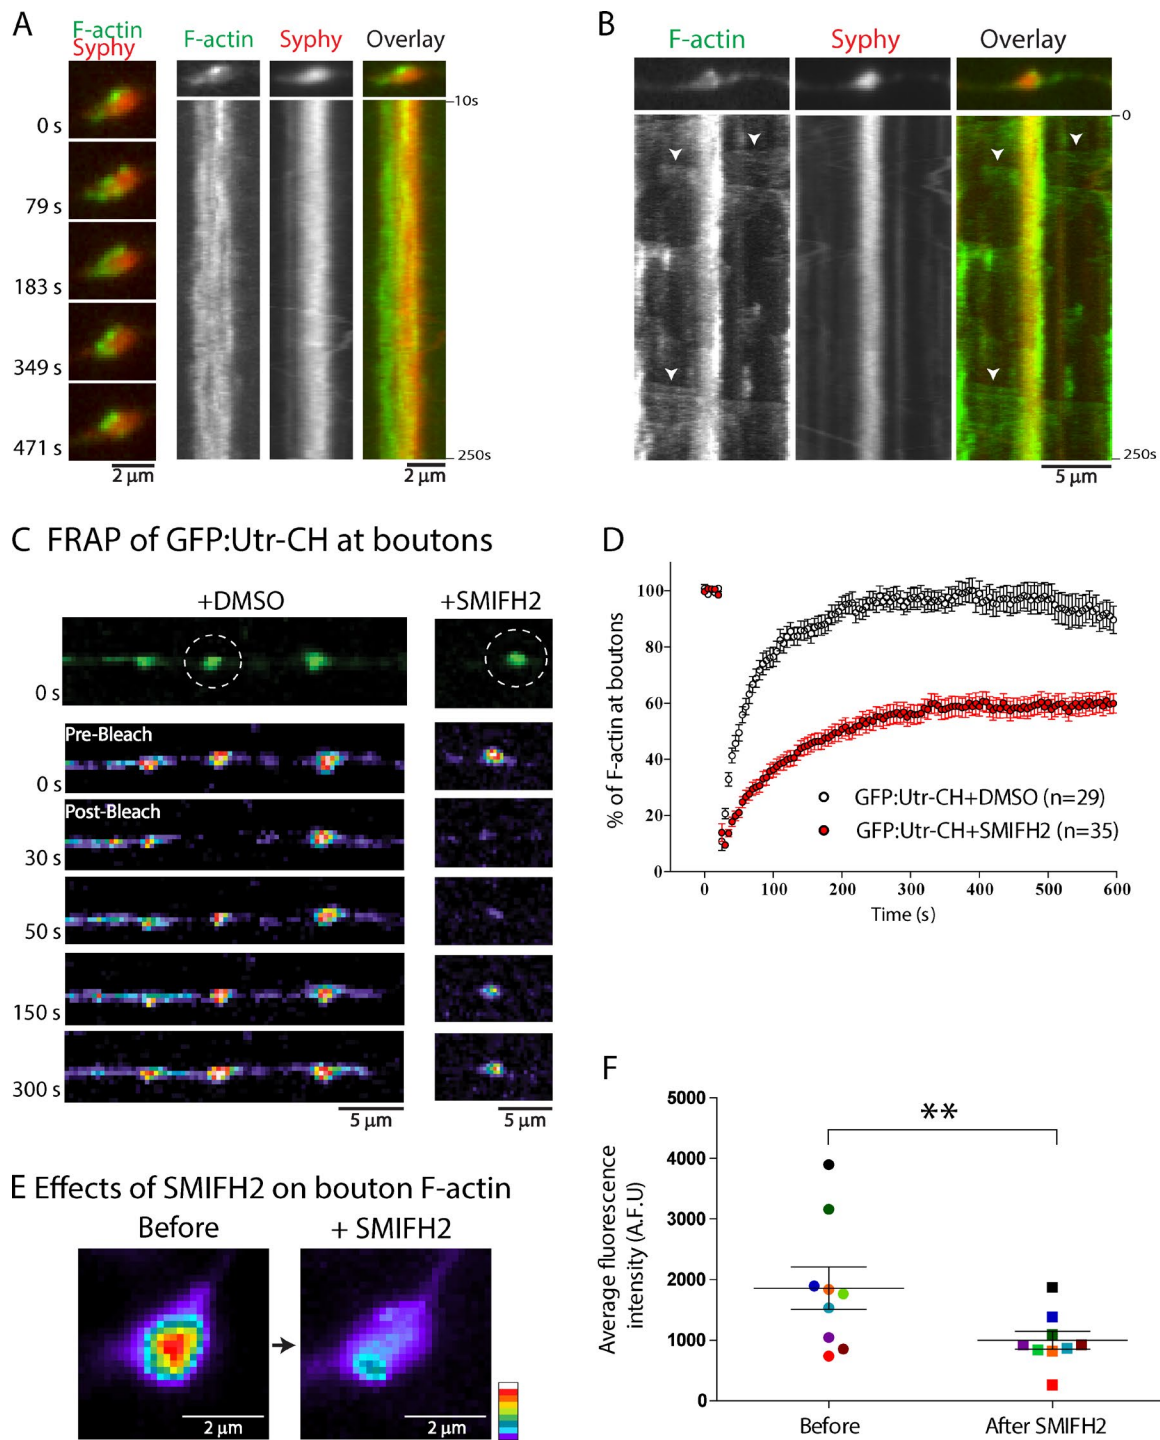 A
F-actin
Syphy
F-actin
Syphy
Overlay
0 s
79 s
183 s
349 s
471 s
10s
250s
2 μm
2 μm
B
F-actin
Syphy
Overlay
0
250s
5 μm
C FRAP of GFP:Utr-CH at boutons
+DMSO
+SMIFH2
0 s
Pre-Bleach
0 s
Post-Bleach
30 s
50 s
150 s
300 s
5 μm
5 μm
D
% of F-actin at boutons
100
80
60
40
20
0
GFP:Utr-CH+DMSO (n=29)
GFP:Utr-CH+SMIFH2 (n=35)
0 100 200 300 400 500 600
Time (s)
E Effects of SMIFH2 on bouton F-actin
Before
+ SMIFH2
2 μm
2 μm
F
Average fluorescence
intensity (A.F.U)
5000
4000
3000
2000
1000
0
**
Before
After SMIFH2